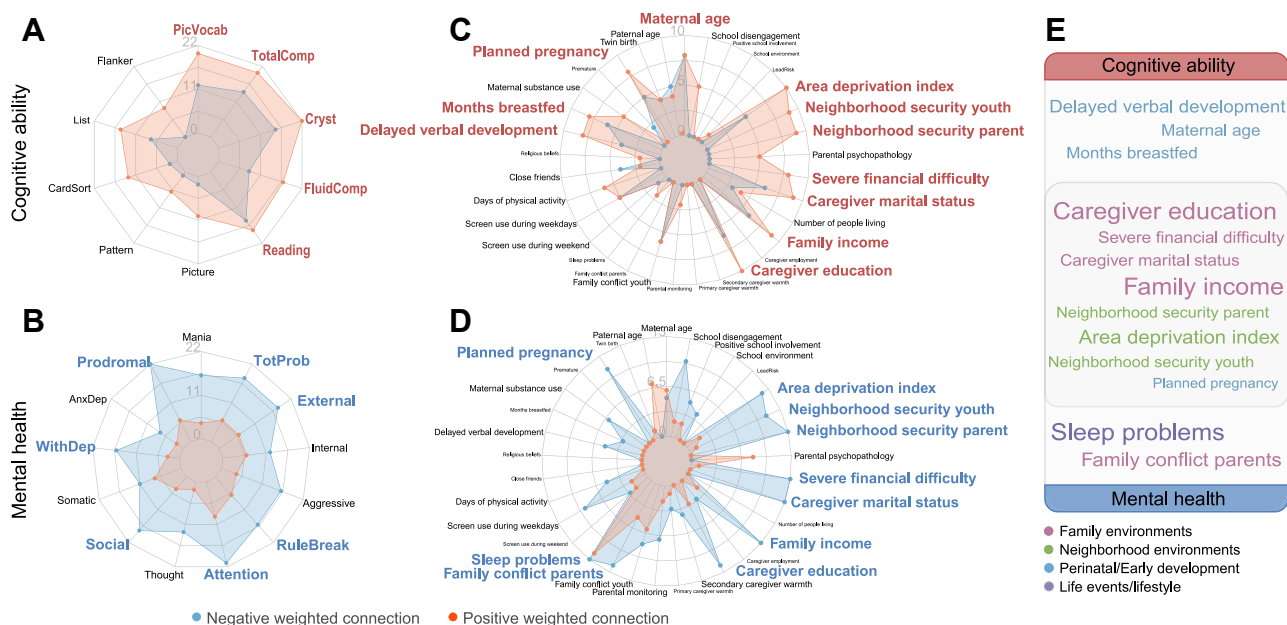 A
Cognitive ability
PicVocab
22
TotalComp
Flanker
11
Cryst
List
0
CardSort
FluidComp
Pattern
Reading
Picture
B
Mental health
Mania
22
Prodromal
TotProb
AnxDep
11
External
WithDep
0
Internal
Somatic
Aggressive
Social
RuleBreak
Thought
Attention
C
Maternal age
10
Paternal age
School disengagement
Twin birth
Positive school involvement
Planned pregnancy
School environment
Premature
LeadRisk
5
Maternal substance use
Area deprivation index
Months breastfed
Neighborhood security youth
Delayed verbal development
Neighborhood security parent
Religious beliefs
Parental psychopathology
Close friends
Severe financial difficulty
Days of physical activity
Caregiver marital status
Screen use during weekdays
Number of people living
Screen use during weekend
Family income
Sleep problems
Caregiver employment
Family conflict parents
Caregiver education
Family conflict youth
Secondary caregiver warmth
Parental monitoring
Primary caregiver warmth
D
Maternal age
Paternal age
School disengagement
Twin birth
Positive school involvement
Planned pregnancy
School environment
Premature
LeadRisk
6.5
Maternal substance use
Area deprivation index
Months breastfed
Neighborhood security youth
Delayed verbal development
Neighborhood security parent
Religious beliefs
Parental psychopathology
Close friends
Severe financial difficulty
Days of physical activity
Caregiver marital status
Screen use during weekdays
Number of people living
Screen use during weekend
Family income
Sleep problems
Caregiver employment
Family conflict parents
Caregiver education
Family conflict youth
Secondary caregiver warmth
Parental monitoring
Primary caregiver warmth
Negative weighted connection
Positive weighted connection
E
Cognitive ability
Delayed verbal development
Maternal age
Months breastfed
Caregiver education
Severe financial difficulty
Caregiver marital status
Family income
Neighborhood security parent
Area deprivation index
Neighborhood security youth
Planned pregnancy
Sleep problems
Family conflict parents
Mental health
Family environments
Neighborhood environments
Perinatal/Early development
Life events/lifestyle